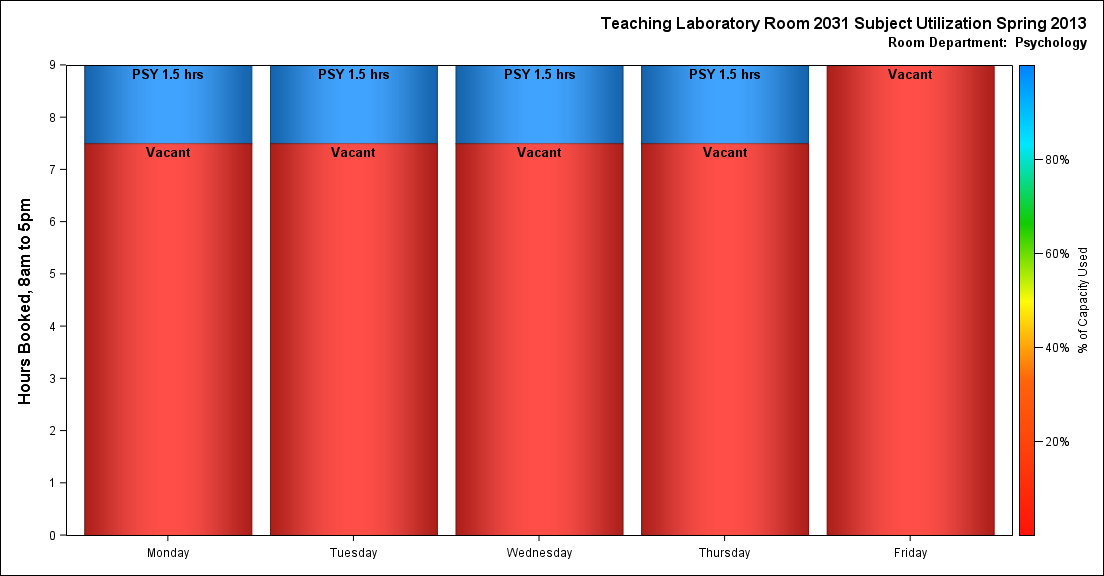 Teaching Laboratory Room 2031 Subject Utilization Spring 2013
Room Department: Psychology
Hours Booked, 8am to 5pm
9
8
7
6
5
4
3
2
1
0
PSY 1.5 hrs PSY 1.5 hrs PSY 1.5 hrs PSY 1.5 hrs Vacant
Vacant Vacant Vacant Vacant
Monday Tuesday Wednesday Thursday Friday
80%
60%
40%
20%
% of Capacity Used